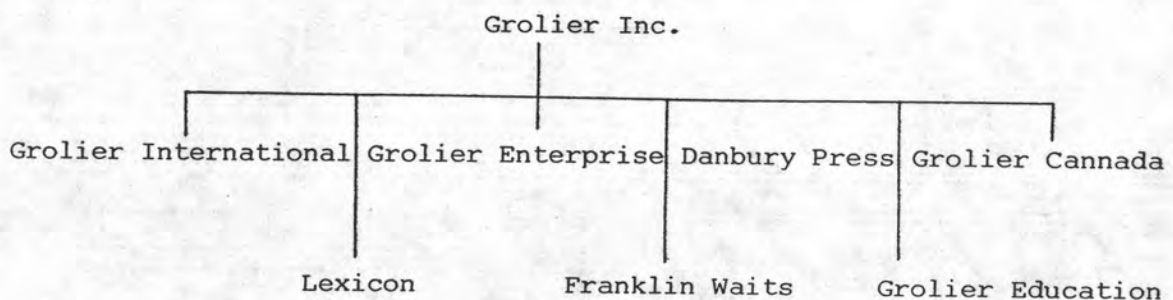 Grolier Inc.
Grolier International Grolier Enterprise Danbury Press Grolier Cannada
Lexicon Franklin Waits Grolier Education